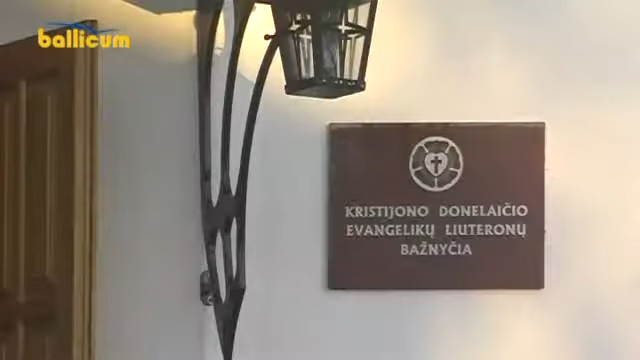 ballicum
KRISTIJONO DONELAIČIO
EVANGELIKŲ LIUTERONŲ
BAŽNYČIA